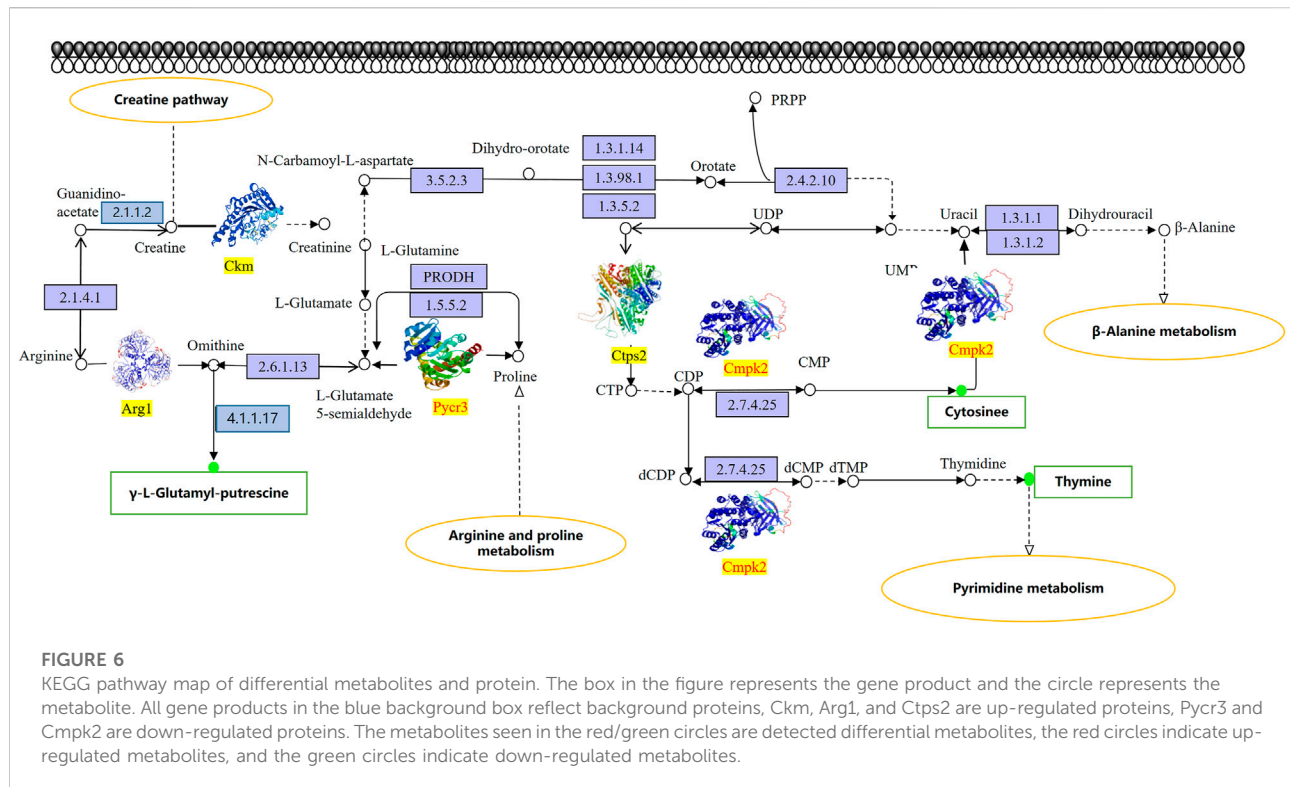 Creatine pathway
PRPP
N-Carbamoyl-L-aspartate
Dihydro-orotate
1.3.1.14
1.3.98.1
1.3.5.2
Orotate
3.5.2.3
2.4.2.10
Guanidino-
acetate
2.1.1.2
Creatine
Ckm
Creatinine
UDP
Uracil
1.3.1.1
1.3.1.2
Dihydrouracil
β-Alanine
L-Glutamine
PRODH
1.5.5.2
L-Glutamate
UMP
2.1.4.1
β-Alanine metabolism
Arginine
Omithine
2.6.1.13
L-Glutamate
5-semialdehyde
Pycr3
Proline
Ctps2
Cmpk2
Cmpk2
Arg1
4.1.1.17
CTP
CDP
CMP
2.7.4.25
Cytosinee
γ-L-Glutamyl-putrescine
dCDP
2.7.4.25
dCMP
dTMP
Thymidine
Thymine
Cmpk2
Arginine and proline
metabolism
Pyrimidine metabolism
FIGURE 6
KEGG pathway map of differential metabolites and protein. The box in the figure represents the gene product and the circle represents the
metabolite. All gene products in the blue background box reflect background proteins, Ckm, Arg1, and Ctps2 are up-regulated proteins, Pycr3 and
Cmpk2 are down-regulated proteins. The metabolites seen in the red/green circles are detected differential metabolites, the red circles indicate up-
regulated metabolites, and the green circles indicate down-regulated metabolites.